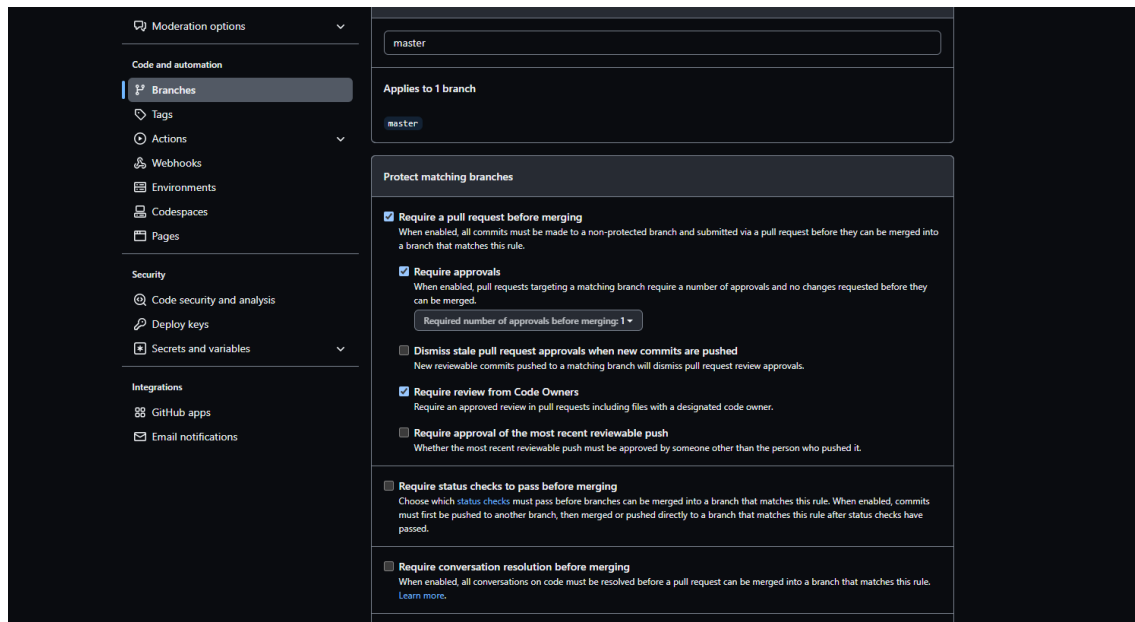 Moderation options
Code and automation
Branches
Tags
Actions
Webhooks
Environments
Codespaces
Pages
Security
Code security and analysis
Deploy keys
Secrets and variables
Integrations
GitHub apps
Email notifications
master
Applies to 1 branch
master
Protect matching branches
Require a pull request before merging
When enabled, all commits must be made to a non-protected branch and submitted via a pull request before they can be merged into
a branch that matches this rule.
Require approvals
When enabled, pull requests targeting a matching branch require a number of approvals and no changes requested before they
can be merged.
Required number of approvals before merging: 1
Dismiss stale pull request approvals when new commits are pushed
New reviewable commits pushed to a matching branch will dismiss pull request review approvals.
Require review from Code Owners
Require an approved review in pull requests including files with a designated code owner.
Require approval of the most recent reviewable push
Whether the most recent reviewable push must be approved by someone other than the person who pushed it.
Require status checks to pass before merging
Choose which status checks must pass before branches can be merged into a branch that matches this rule. When enabled, commits
must first be pushed to another branch, then merged or pushed directly to a branch that matches this rule after status checks have
passed.
Require conversation resolution before merging
When enabled, all conversations on code must be resolved before a pull request can be merged into a branch that matches this rule.
Learn more.